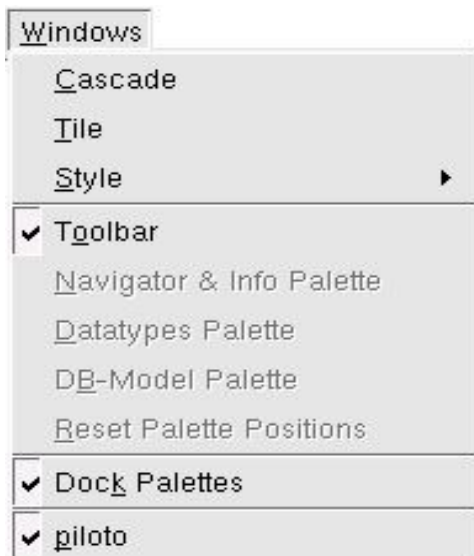 Windows
Cascade
Tile
Style
Toolbar
Navigator & Info Palette
Datatypes Palette
DB-Model Palette
Reset Palette Positions
Dock Palettes
piloto